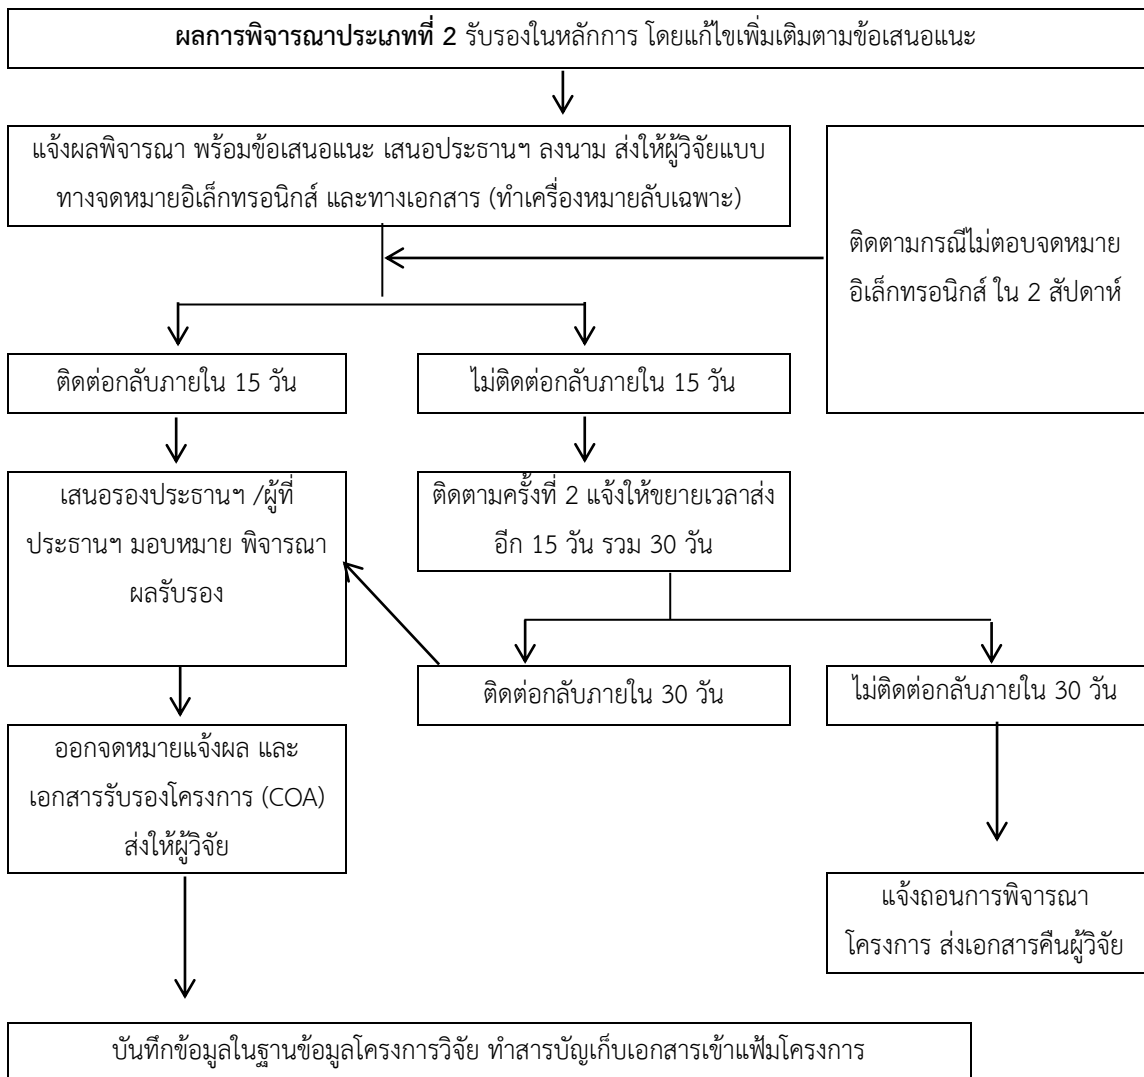 ผลการพิจารณาประเภทที่ 2 รับรองในหลักการ โดยแก้ไขเพิ่มเติมตามข้อเสนอแนะ
แจ้งผลพิจารณา พร้อมข้อเสนอแนะ เสนอประธานฯ ลงนาม ส่งให้ผู้วิจัยแบบ
ทางจดหมายอิเล็กทรอนิกส์ และทางเอกสาร (ทำเครื่องหมายลับเฉพาะ)
ติดตามกรณีไม่ตอบจดหมาย
อิเล็กทรอนิกส์ ใน 2 สัปดาห์
ติดต่อกลับภายใน 15 วัน
ไม่ติดต่อกลับภายใน 15 วัน
เสนอรองประธานฯ /ผู้ที่
ประธานฯ มอบหมาย พิจารณา
ผลรับรอง
ติดตามครั้งที่ 2 แจ้งให้ขยายเวลาส่ง
อีก 15 วัน รวม 30 วัน
ติดต่อกลับภายใน 30 วัน
ไม่ติดต่อกลับภายใน 30 วัน
ออกจดหมายแจ้งผล และ
เอกสารรับรองโครงการ (COA)
ส่งให้ผู้วิจัย
แจ้งถอนการพิจารณา
โครงการ ส่งเอกสารคืนผู้วิจัย
บันทึกข้อมูลในฐานข้อมูลโครงการวิจัย ทำสารบัญเก็บเอกสารเข้าแฟ้มโครงการ